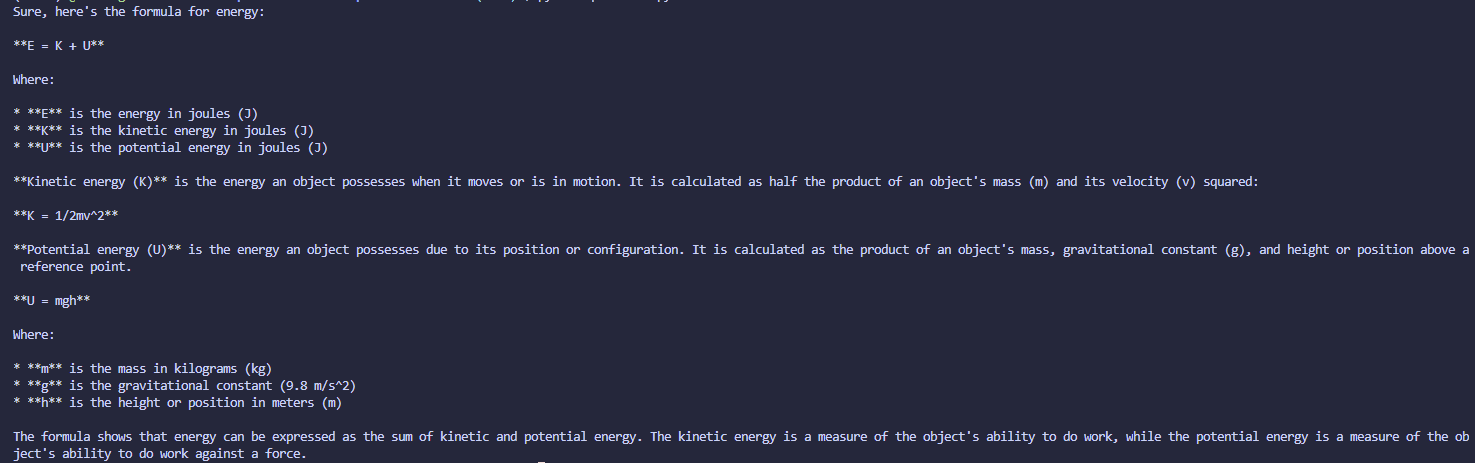 Sure, here's the formula for energy:
**E = K + U**
Where:
* **E** is the energy in joules (J)
* **K** is the kinetic energy in joules (J)
* **U** is the potential energy in joules (J)
**Kinetic energy (K)** is the energy an object possesses when it moves or is in motion. It is calculated as half the product of an object's mass (m) and its velocity (v) squared:
**K = 1/2mv^2**
**Potential energy (U)** is the energy an object possesses due to its position or configuration. It is calculated as the product of an object's mass, gravitational constant (g), and height or position above a
reference point.
**U = mgh**
Where:
* **m** is the mass in kilograms (kg)
* **g** is the gravitational constant (9.8 m/s^2)
* **h** is the height or position in meters (m)
The formula shows that energy can be expressed as the sum of kinetic and potential energy. The kinetic energy is a measure of the object's ability to do work, while the potential energy is a measure of the ob
ject's ability to do work against a force.